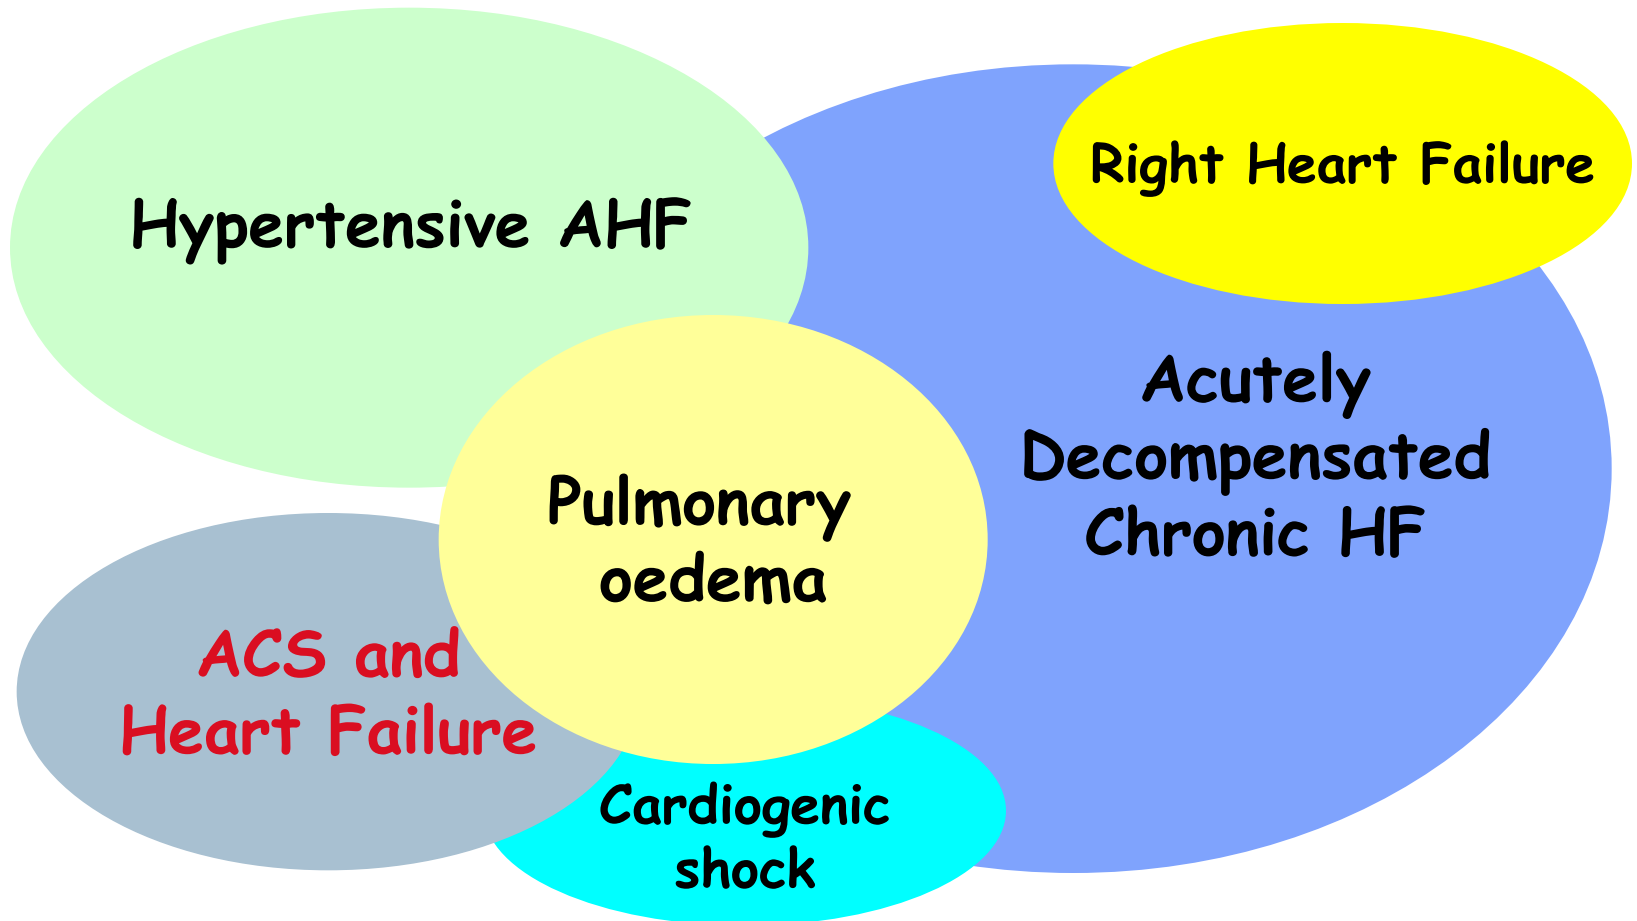 Right Heart Failure
Hypertensive AHF
Acutely
Decompensated
Chronic HF
Pulmonary
oedema
ACS and
Heart Failure
Cardiogenic
shock